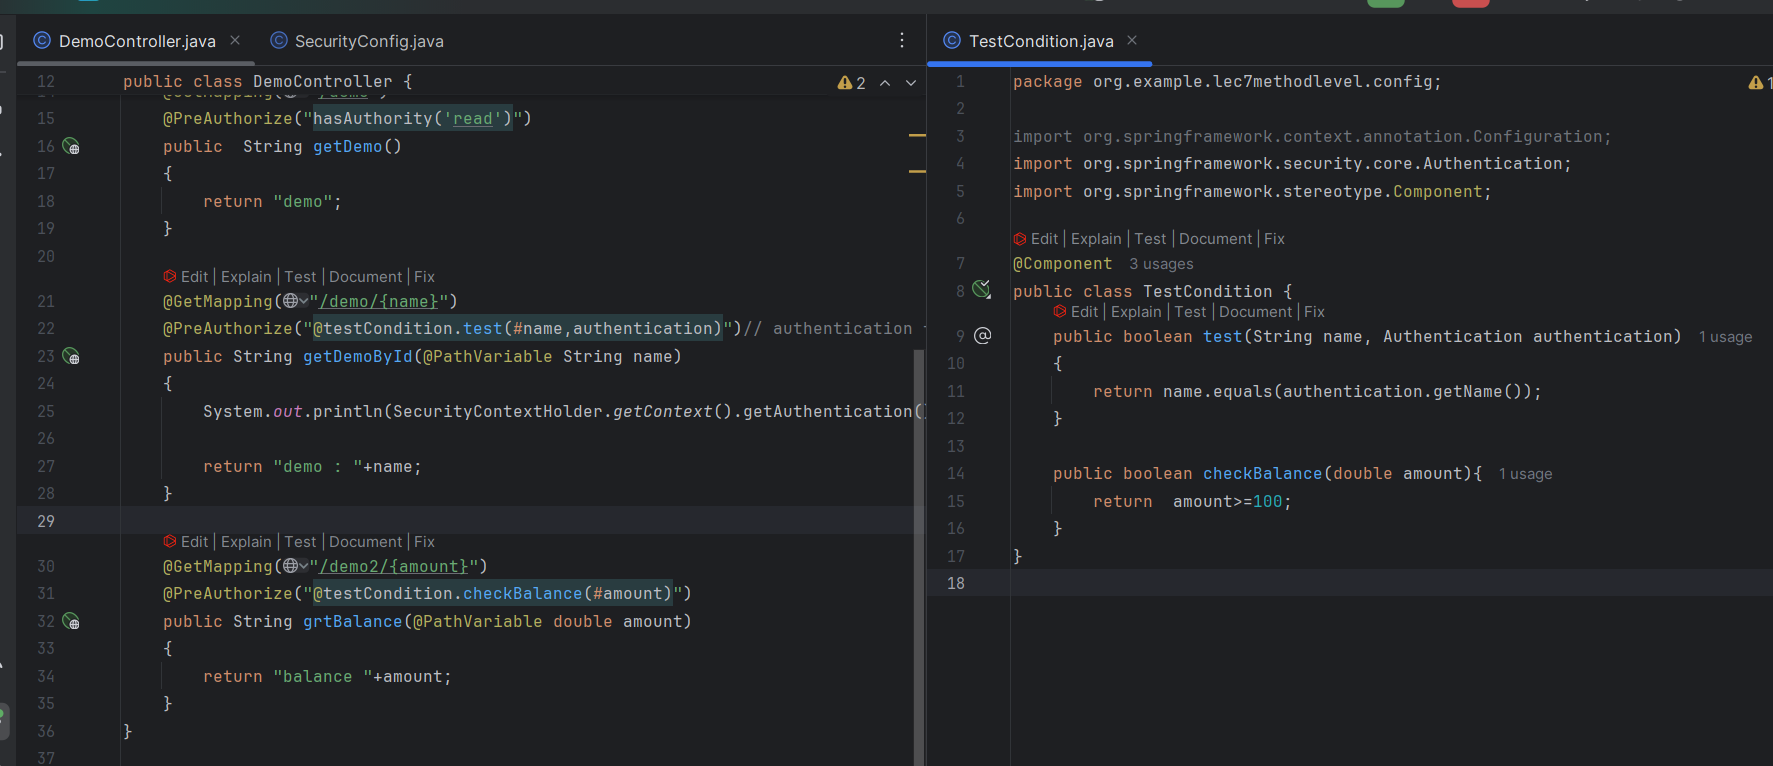 DemoController.java
SecurityConfig.java
12 public class DemoController { 2
15 @PreAuthorize("hasAuthority('read')")
16 public  String getDemo()
17 {
18 return "demo";
19 }
20
Edit | Explain | Test | Document | Fix
21 @GetMapping("/demo/{name}")
22 @PreAuthorize("@testCondition.test(#name,authentication)")// authentication
23 public String getDemoById(@PathVariable String name)
24 {
25 System.out.println(SecurityContextHolder.getContext().getAuthentication(
26
27 return "demo : "+name;
28 }
29
Edit | Explain | Test | Document | Fix
30 @GetMapping("/demo2/{amount}")
31 @PreAuthorize("@testCondition.checkBalance(#amount)")
32 public String grtBalance(@PathVariable double amount)
33 {
34 return "balance "+amount;
35 }
36 }
37
TestCondition.java
1 package org.example.lec7methodlevel.config; 1
2
3 import org.springframework.context.annotation.Configuration;
4 import org.springframework.security.core.Authentication;
5 import org.springframework.stereotype.Component;
6
Edit | Explain | Test | Document | Fix
7 @Component 3 usages
8 public class TestCondition {
Edit | Explain | Test | Document | Fix
9 public boolean test(String name, Authentication authentication) 1 usage
10 {
11 return name.equals(authentication.getName());
12 }
13
14 public boolean checkBalance(double amount){ 1 usage
15 return  amount>=100;
16 }
17 }
18